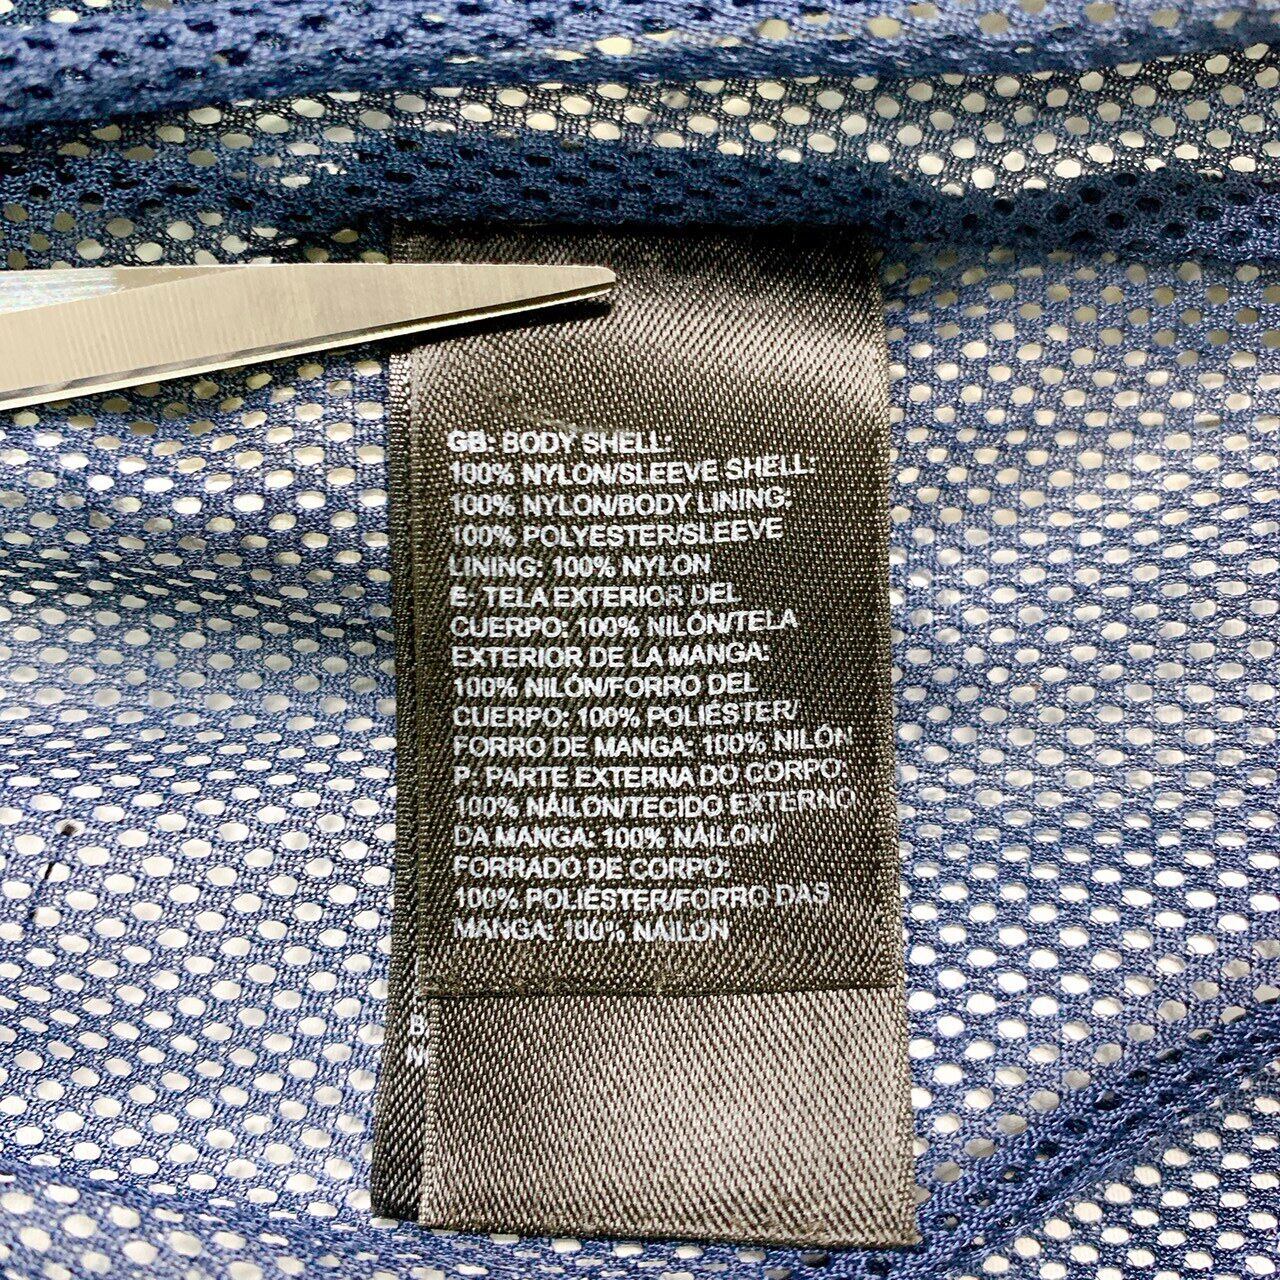 GB: BODY SHELL:
100% NYLON/SLEEVE SHELL:
100% NYLON/BODY LINING:
100% POLYESTER/SLEEVE
LINING: 100% NYLON
E: TELA EXTERIOR DEL
CUERPO: 100% NILÓN/TELA
EXTERIOR DE LA MANGA:
100% NILÓN/FORRO DEL
CUERPO: 100% POLIÉSTER/
FORRO DE MANGA: 100% NILÓN
P: PARTE EXTERNA DO CORPO:
100% NÁILON/TECIDO EXTERNO
DA MANGA: 100% NÁILON/
FORRADO DE CORPO:
100% POLIÉSTER/FORRO DAS
MANGA: 100% NÁILON